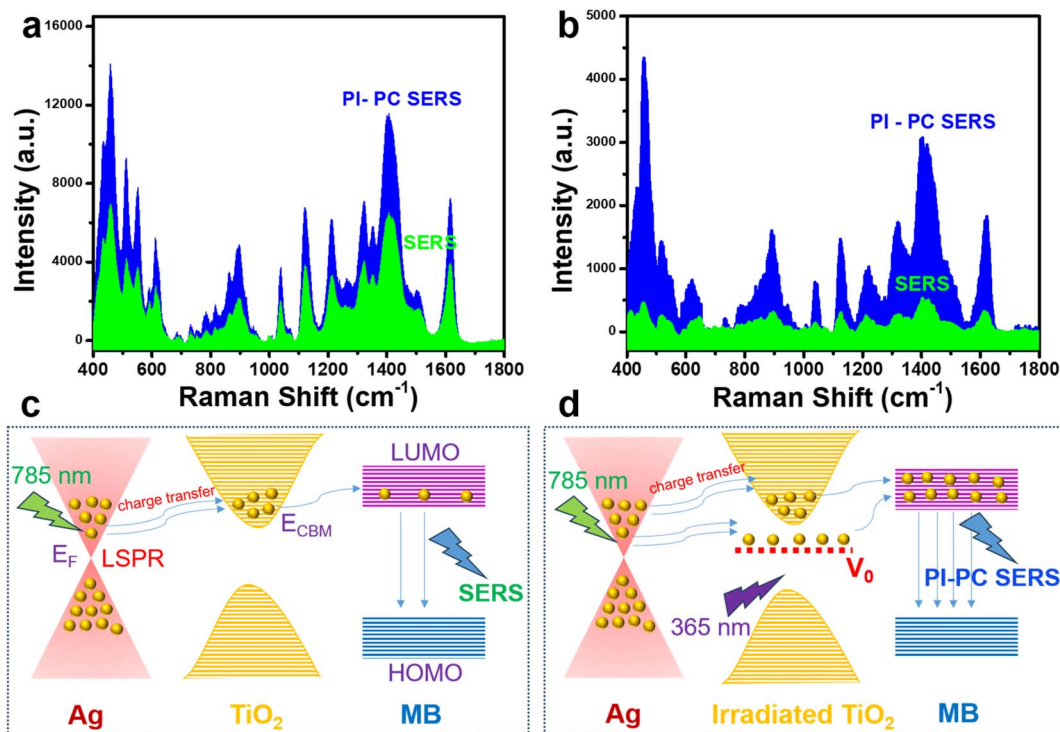 a
16000
12000
8000
4000
0
Intensity (a.u.)
PI- PC SERS
SERS
400 600 800 1000 1200 1400 1600 1800
Raman Shift (cm⁻¹)
b
5000
4000
3000
2000
1000
0
Intensity (a.u.)
PI - PC SERS
SERS
400 600 800 1000 1200 1400 1600 1800
Raman Shift (cm⁻¹)
c
785 nm
charge transfer
E_F
LSPR
E_CBM
LUMO
SERS
HOMO
Ag
TiO₂
MB
d
785 nm
charge transfer
V₀
365 nm
PI-PC SERS
Ag
Irradiated TiO₂
MB